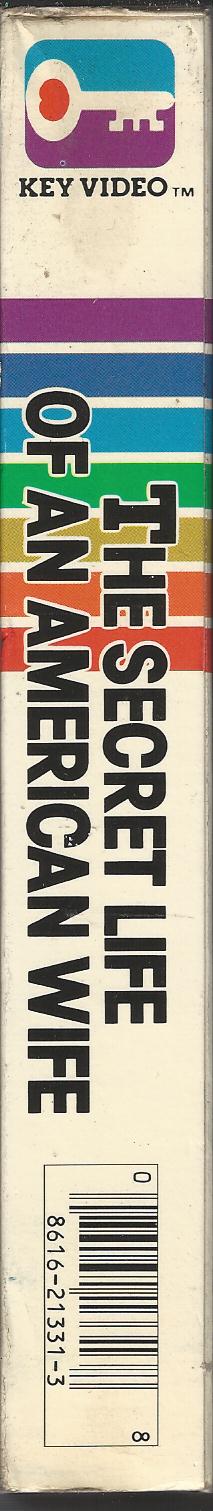 KEY VIDEO™
THE SECRET LIFE
OF AN AMERICAN WIFE
0 8616-21331-3 8